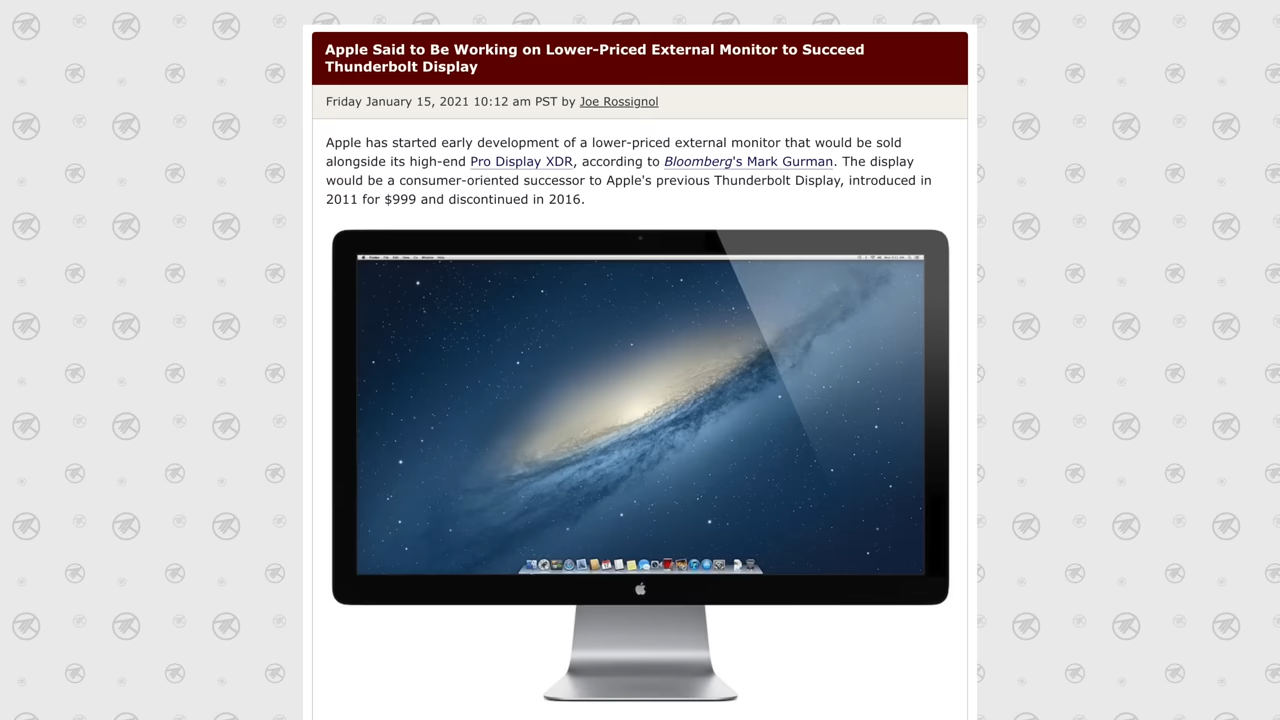 Apple Said to Be Working on Lower-Priced External Monitor to Succeed
Thunderbolt Display
Friday January 15, 2021 10:12 am PST by Joe Rossignol
Apple has started early development of a lower-priced external monitor that would be sold
alongside its high-end Pro Display XDR, according to Bloomberg's Mark Gurman. The display
would be a consumer-oriented successor to Apple's previous Thunderbolt Display, introduced in
2011 for $999 and discontinued in 2016.